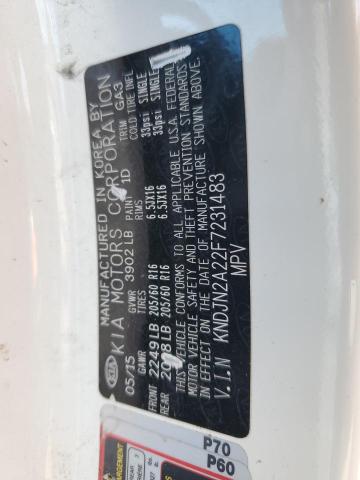 KIA
MANUFACTURED IN KOREA BY
KIA MOTORS CORPORATION
05/15 GVWR 3902 LB PAINT 1D TRIM GA3
GAWR TIRES RIMS COLD TIRE INFL
FRONT 2249LB 205/60 R16 6.5JX16 33psi SINGLE
REAR 205/60 R16 6.5JX16 33psi SINGLE
THIS VEHICLE CONFORMS TO ALL APPLICABLE U.S.A. FEDERAL
MOTOR VEHICLE SAFETY AND THEFT PREVENTION STANDARDS
IN EFFECT ON THE DATE OF MANUFACTURE SHOWN ABOVE.
V.I.N KNDJN2A22F7231483
MPV
P70
P60